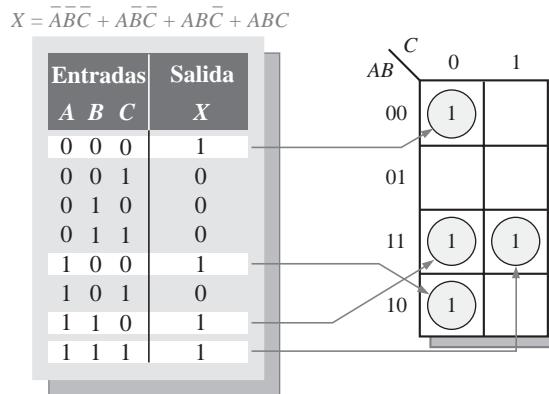 X = A̅B̅C̅ + AB̅C̅ + ABC̅ + ABC
Entradas Salida
A B C X
0 0 0 1
0 0 1 0
0 1 0 0
0 1 1 0
1 0 0 1
1 0 1 0
1 1 0 1
1 1 1 1
C
AB 0 1
00 1
01
11 1 1
10 1